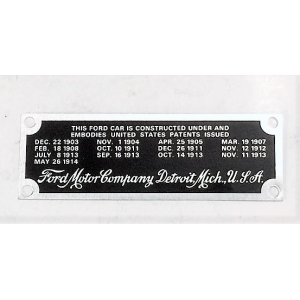 THIS FORD CAR IS CONSTRUCTED UNDER AND
EMBODIES UNITED STATES PATENTS ISSUED
DEC. 22 1903 NOV. 1 1904 APR. 25 1905 MAR. 19 1907
FEB. 18 1908 OCT. 10 1911 DEC. 26 1911 NOV. 12 1912
JULY 8 1913 SEP. 16 1913 OCT. 14 1913 NOV. 11 1913
MAY 26 1914
Ford Motor Company Detroit, Mich., U.S.A.